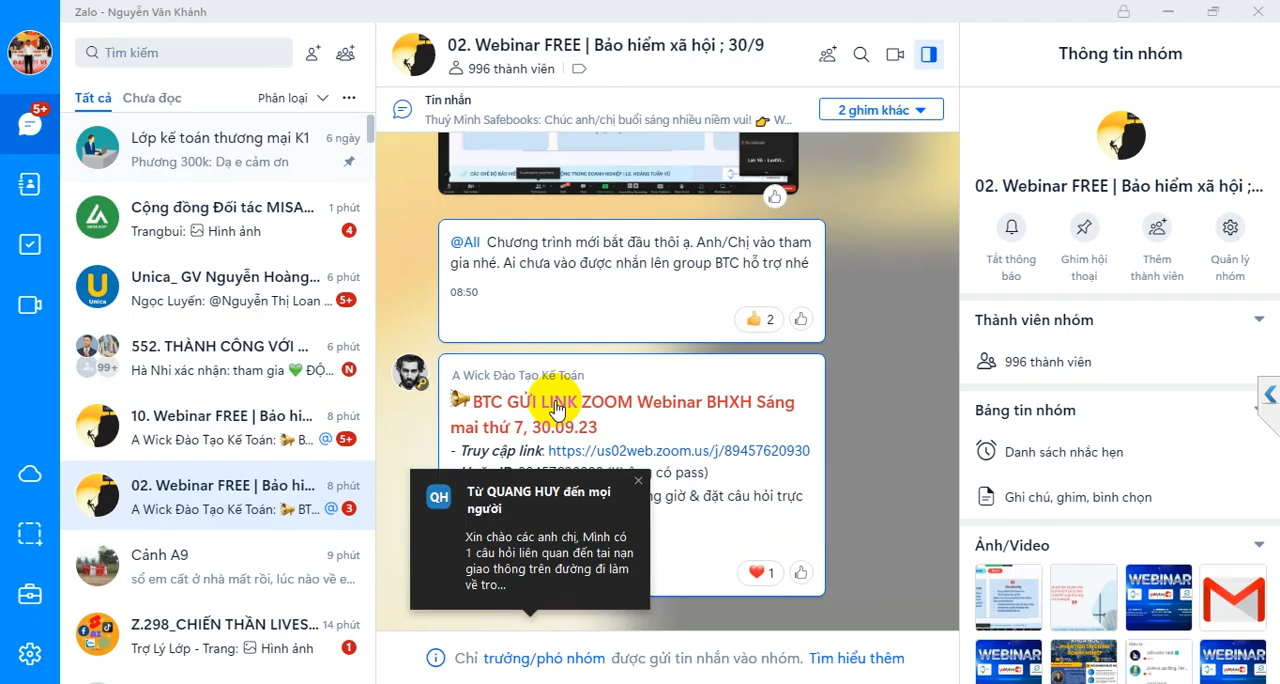 Zalo - Nguyễn Văn Khánh
Tìm kiếm
Tất cả
Chưa đọc
Phân loại
5+
Lớp kế toán thương mại K1
6 ngày
Phương 300k: Dạ e cảm ơn
Cộng đồng Đối tác MISA...
1 phút
Trangbui: Hình ảnh
4
Unica_ GV Nguyễn Hoàng...
6 phút
Ngọc Luyến: @Nguyễn Thị Loan ...
5+
552. THÀNH CÔNG VỚI ...
6 phút
Hà Nhi xác nhận: tham gia 💚 ĐỘ...
N
99+
10. Webinar FREE | Bảo hi...
8 phút
A Wick Đào Tạo Kế Toán: B...
@
5+
02. Webinar FREE | Bảo hi...
8 phút
A Wick Đào Tạo Kế Toán: BT...
@
3
Cảnh A9
9 phút
sổ em cất ở nhà mất rồi, lúc nào về e...
Z.298_CHIẾN THẦN LIVES...
14 phút
Trợ Lý Lớp - Trang: Hình ảnh
1
02. Webinar FREE | Bảo hiểm xã hội ; 30/9
996 thành viên
Tin nhắn
Thuý Minh Safebooks: Chúc anh/chị buổi sáng nhiều niềm vui! 👉 W...
2 ghim khác
@All Chương trình mới bắt đầu thôi ạ. Anh/Chị vào tham
gia nhé. Ai chưa vào được nhắn lên group BTC hỗ trợ nhé
08:50
👍 2
A Wick Đào Tạo Kế Toán
BTC GỬI LINK ZOOM Webinar BHXH Sáng
mai thứ 7, 30.09.23
- Truy cập link: https://us02web.zoom.us/j/89457620930
có pass)
ng giờ & đặt câu hỏi trực
❤️ 1
QH
Từ QUANG HUY đến mọi
người
Xin chào các anh chị, Mình có
1 câu hỏi liên quan đến tai nạn
giao thông trên đường đi làm
về tro...
Chỉ trưởng/phó nhóm được gửi tin nhắn vào nhóm. Tìm hiểu thêm
Thông tin nhóm
02. Webinar FREE | Bảo hiểm xã hội ;...
Tắt thông
báo
Ghim hội
thoại
Thêm
thành viên
Quản lý
nhóm
Thành viên nhóm
996 thành viên
Bảng tin nhóm
Danh sách nhắc hẹn
Ghi chú, ghim, bình chọn
Ảnh/Video
WEBINAR
WEBINAR
WEBINAR